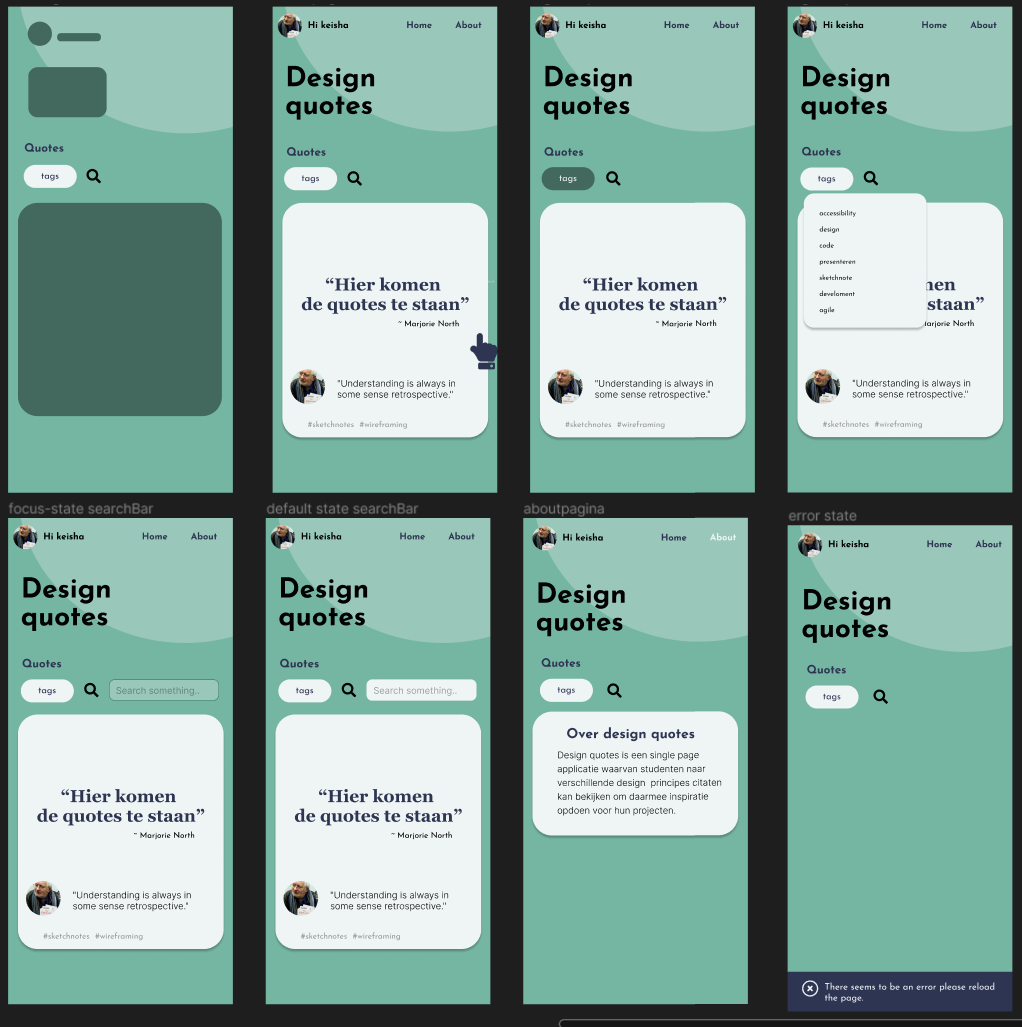 Quotes
tags
Hi keisha Home About
Design
quotes
Quotes
tags
“Hier komen
de quotes te staan”
~ Marjorie North
"Understanding is always in
some sense retrospective."
#sketchnotes #wireframing
Hi keisha Home About
Design
quotes
Quotes
tags
“Hier komen
de quotes te staan”
~ Marjorie North
"Understanding is always in
some sense retrospective."
#sketchnotes #wireframing
Hi keisha Home About
Design
quotes
Quotes
tags
accessibility
design
code
presenteren
sketchnote
develoment
agile
men
staan”
arjorie North
"Understanding is always in
some sense retrospective."
#sketchnotes #wireframing
focus-state searchBar
Hi keisha Home About
Design
quotes
Quotes
tags Search something..
“Hier komen
de quotes te staan”
~ Marjorie North
"Understanding is always in
some sense retrospective."
#sketchnotes #wireframing
default state searchBar
Hi keisha Home About
Design
quotes
Quotes
tags Search something..
“Hier komen
de quotes te staan”
~ Marjorie North
"Understanding is always in
some sense retrospective."
#sketchnotes #wireframing
aboutpagina
Hi keisha Home About
Design
quotes
Quotes
tags
Over design quotes
Design quotes is een single page
applicatie waarvan studenten naar
verschillende design principes citaten
kan bekijken om daarmee inspiratie
opdoen voor hun projecten.
error state
Hi keisha Home About
Design
quotes
Quotes
tags
There seems to be an error please reload
the page.